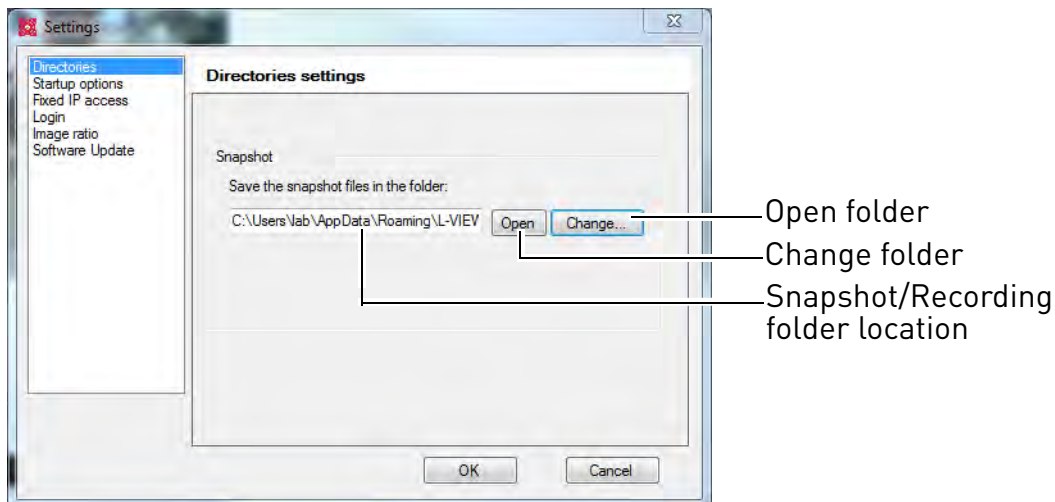 Settings
Directories
Startup options
Fixed IP access
Login
Image ratio
Software Update
Directories settings
Snapshot
Save the snapshot files in the folder:
C:\Users\lab\AppData\Roaming\L-VIEV
Open
Change...
OK
Cancel
Open folder
Change folder
Snapshot/Recording
folder location